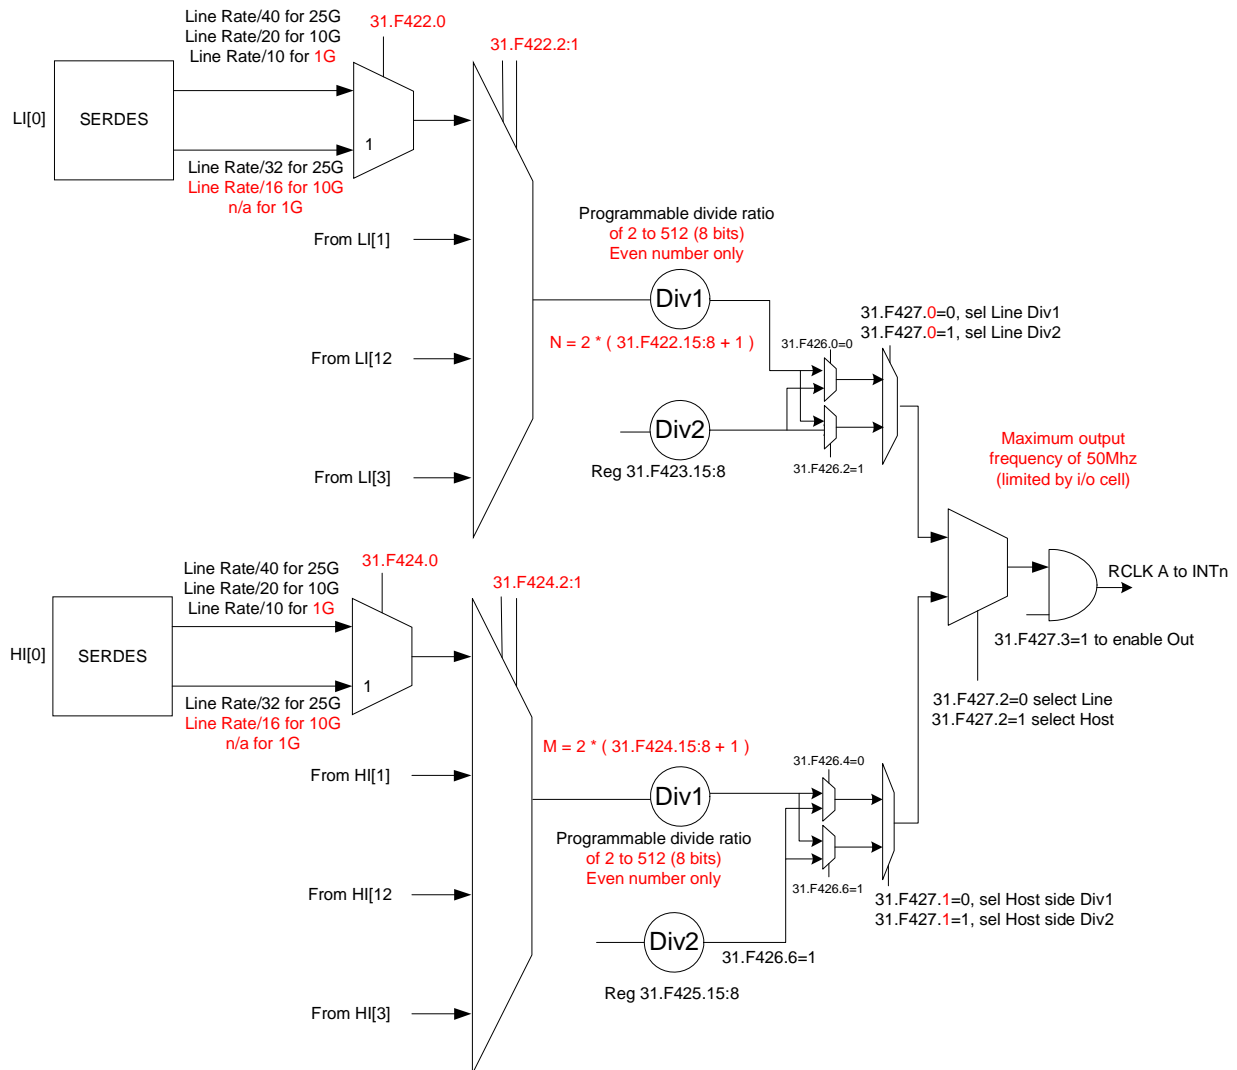 Line Rate/40 for 25G
Line Rate/20 for 10G
Line Rate/10 for 1G
31.F422.0
31.F422.2:1
LI[0]
SERDES
1
Line Rate/32 for 25G
Line Rate/16 for 10G
n/a for 1G
From LI[1]
From LI[12
From LI[3]
Programmable divide ratio
of 2 to 512 (8 bits)
Even number only
Div1
N = 2 * ( 31.F422.15:8 + 1 )
Div2
Reg 31.F423.15:8
31.F426.0=0
31.F426.2=1
31.F427.0=0, sel Line Div1
31.F427.0=1, sel Line Div2
Maximum output
frequency of 50Mhz
(limited by i/o cell)
RCLK A to INTn
31.F427.3=1 to enable Out
31.F427.2=0 select Line
31.F427.2=1 select Host
Line Rate/40 for 25G
Line Rate/20 for 10G
Line Rate/10 for 1G
31.F424.0
31.F424.2:1
HI[0]
SERDES
1
Line Rate/32 for 25G
Line Rate/16 for 10G
n/a for 1G
From HI[1]
From HI[12
From HI[3]
M = 2 * ( 31.F424.15:8 + 1 )
Div1
Programmable divide ratio
of 2 to 512 (8 bits)
Even number only
Div2
31.F426.6=1
Reg 31.F425.15:8
31.F426.4=0
31.F426.6=1
31.F427.1=0, sel Host side Div1
31.F427.1=1, sel Host side Div2